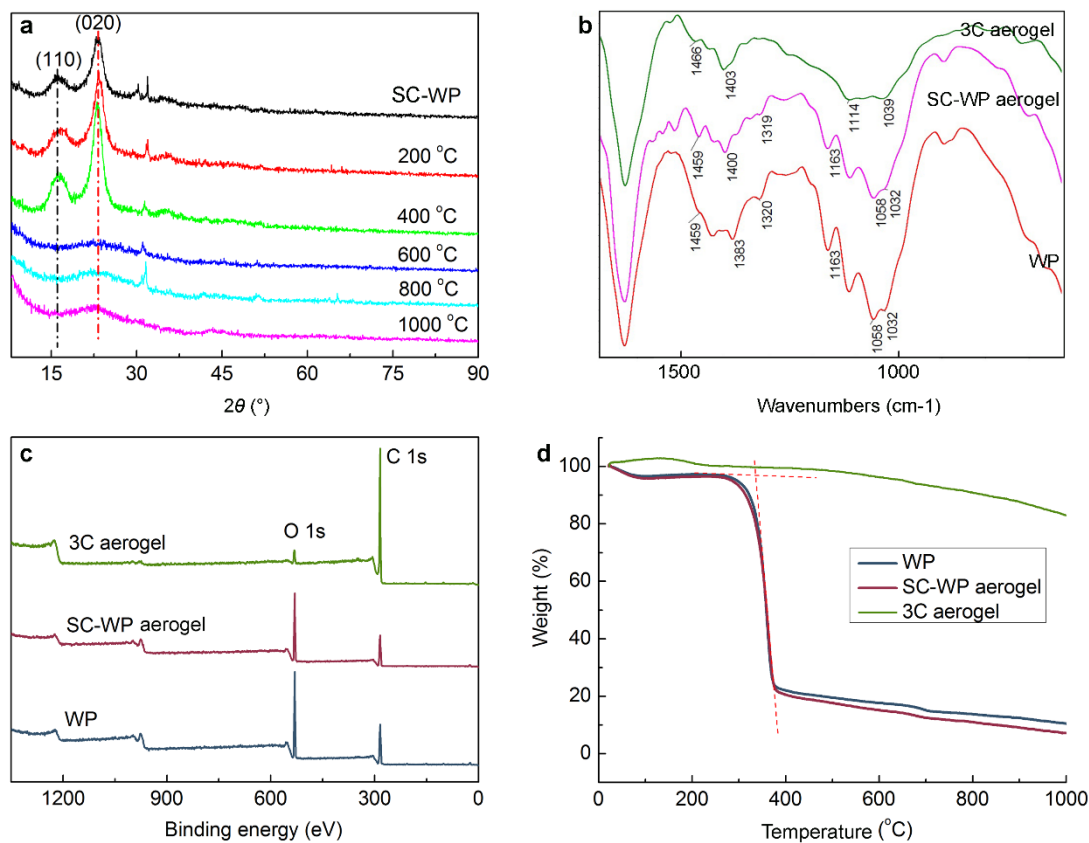 a
(020)
(110)
SC-WP
200 °C
400 °C
600 °C
800 °C
1000 °C
15 30 45 60 75 90
2θ (°)
b
3C aerogel
1466
1403
1114
1039
SC-WP aerogel
1459
1400
1319
1163
1058
1032
WP
1459
1383
1320
1163
1058
1032
1500 1000
Wavenumbers (cm-1)
c
C 1s
O 1s
3C aerogel
SC-WP aerogel
WP
1200 900 600 300 0
Binding energy (eV)
d
100
80
60
40
20
0
Weight (%)
WP
SC-WP aerogel
3C aerogel
0 200 400 600 800 1000
Temperature (°C)